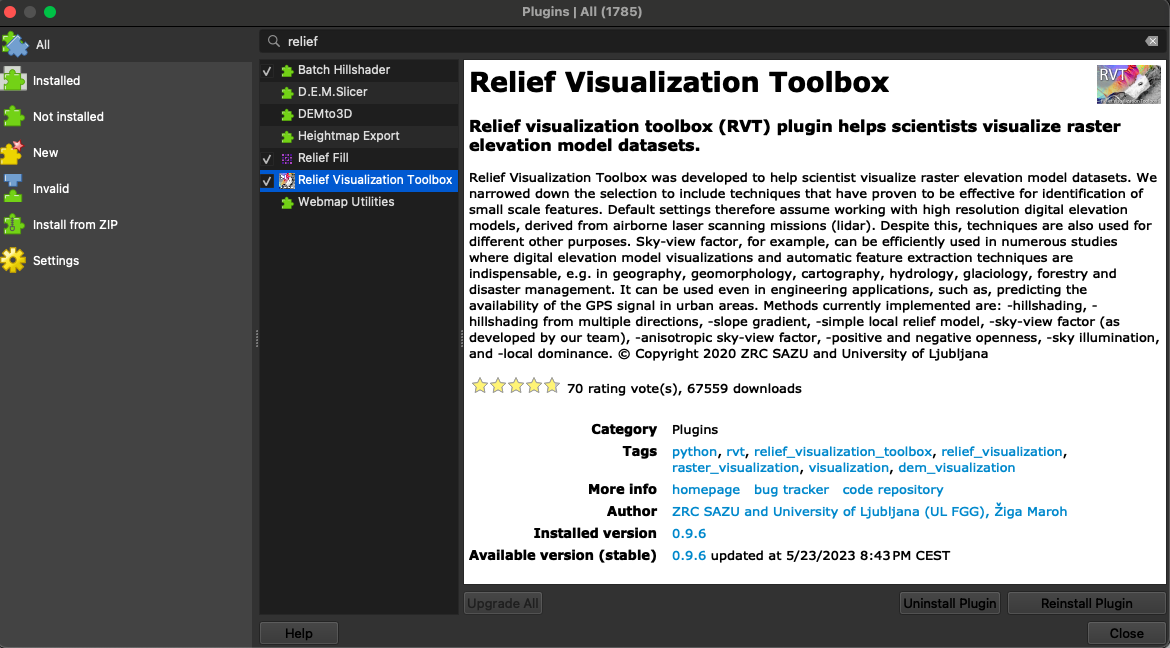 Plugins | All (1785)
All
Installed
Not installed
New
Invalid
Install from ZIP
Settings
relief
Batch Hillshader
D.E.M.Slicer
DEMto3D
Heightmap Export
Relief Fill
Relief Visualization Toolbox
Webmap Utilities
Relief Visualization Toolbox
RVT
Relief visualization toolbox (RVT) plugin helps scientists visualize raster
elevation model datasets.
Relief Visualization Toolbox was developed to help scientist visualize raster elevation model datasets. We
narrowed down the selection to include techniques that have proven to be effective for identification of
small scale features. Default settings therefore assume working with high resolution digital elevation
models, derived from airborne laser scanning missions (lidar). Despite this, techniques are also used for
different other purposes. Sky-view factor, for example, can be efficiently used in numerous studies
where digital elevation model visualizations and automatic feature extraction techniques are
indispensable, e.g. in geography, geomorphology, cartography, hydrology, glaciology, forestry and
disaster management. It can be used even in engineering applications, such as, predicting the
availability of the GPS signal in urban areas. Methods currently implemented are: -hillshading, -
hillshading from multiple directions, -slope gradient, -simple local relief model, -sky-view factor (as
developed by our team), -anisotropic sky-view factor, -positive and negative openness, -sky illumination,
and -local dominance. © Copyright 2020 ZRC SAZU and University of Ljubljana
70 rating vote(s), 67559 downloads
Category Plugins
Tags python, rvt, relief_visualization_toolbox, relief_visualization,
raster_visualization, visualization, dem_visualization
More info homepage bug tracker code repository
Author ZRC SAZU and University of Ljubljana (UL FGG), Žiga Maroh
Installed version 0.9.6
Available version (stable) 0.9.6 updated at 5/23/2023 8:43 PM CEST
Upgrade All
Uninstall Plugin
Reinstall Plugin
Help
Close